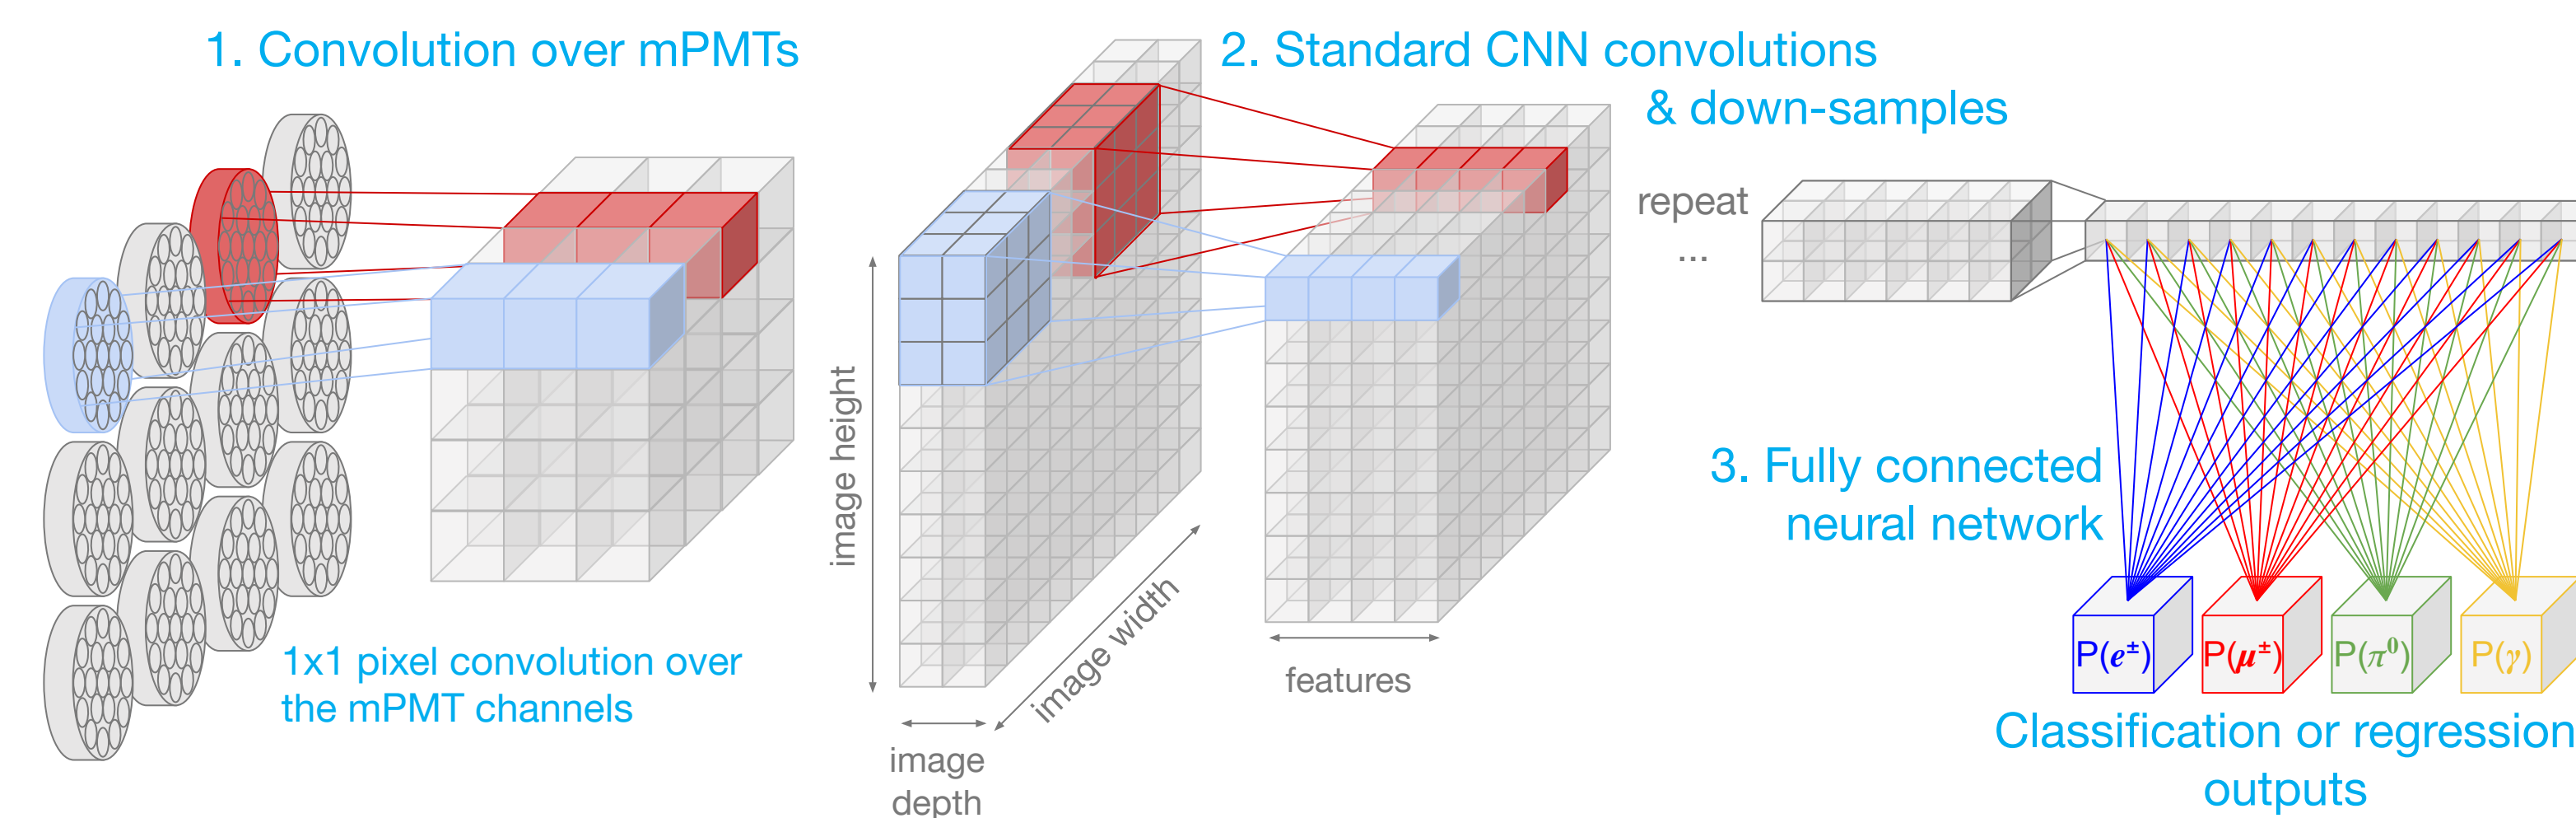 1. Convolution over mPMTs
1x1 pixel convolution over
the mPMT channels
2. Standard CNN convolutions
& down-samples
image height
image width
image
depth
features
repeat
...
3. Fully connected
neural network
P(e±)
P(μ±)
P(π⁰)
P(γ)
Classification or regression
outputs